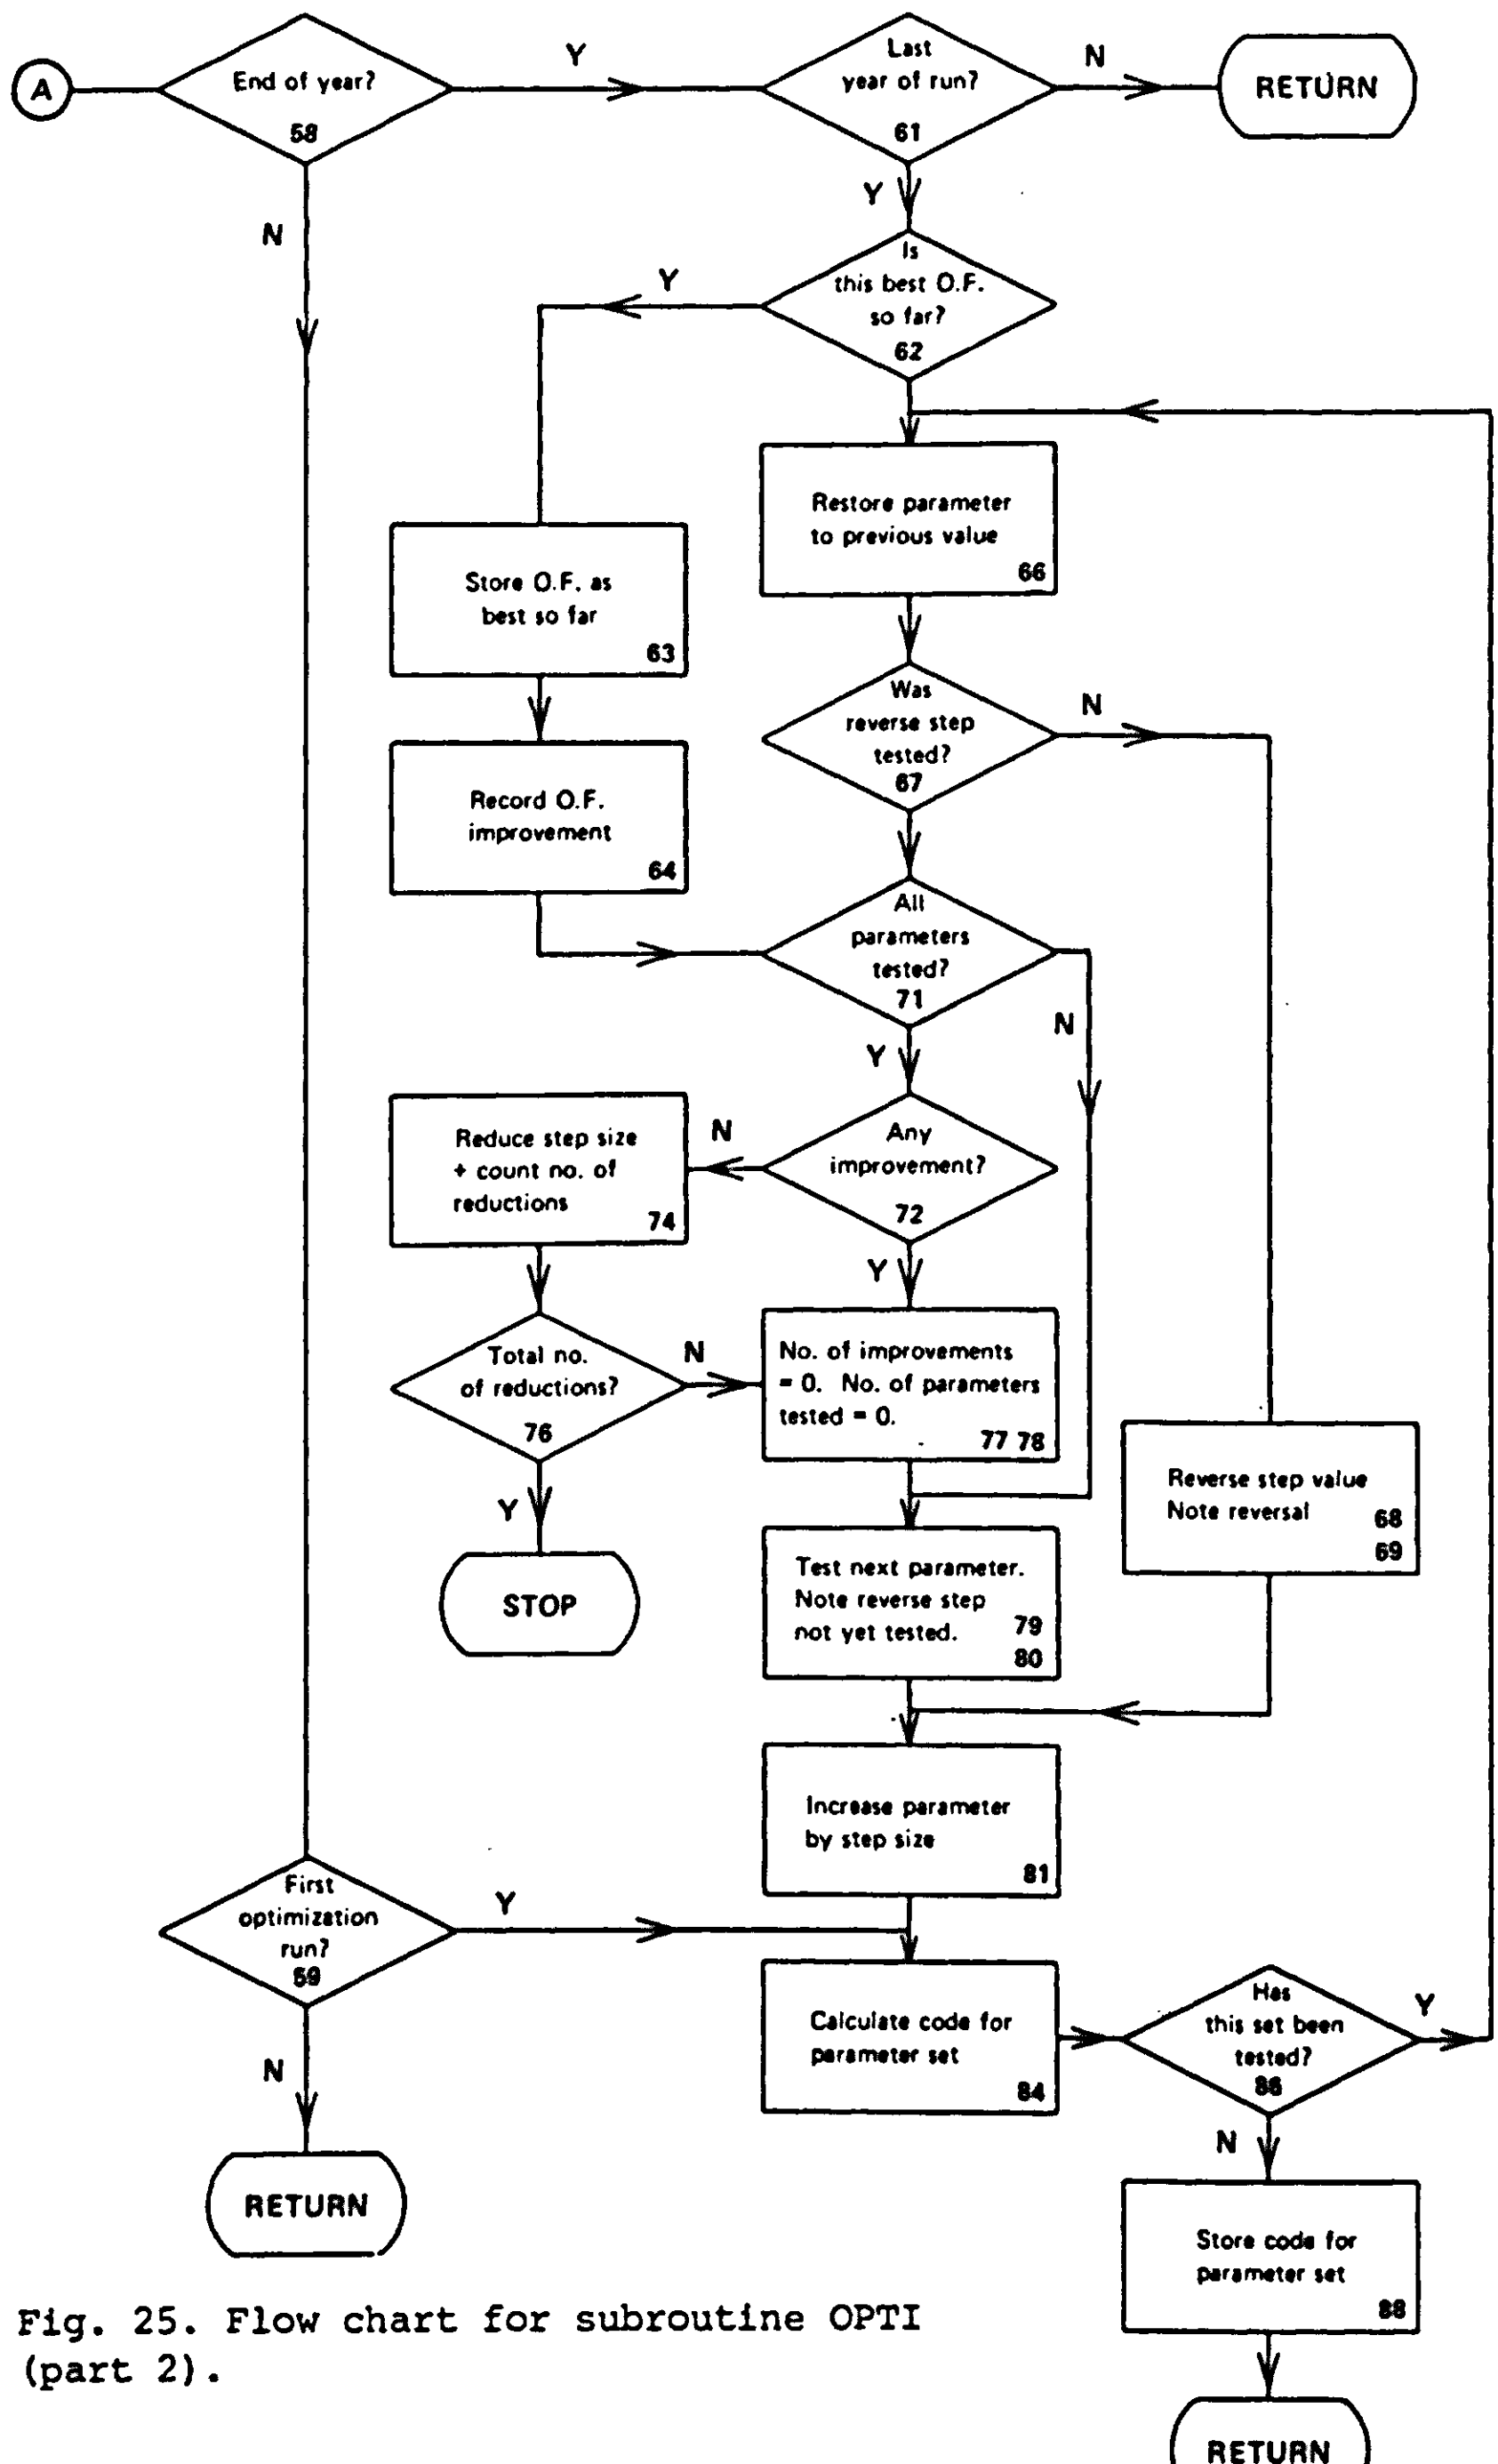 A
End of year?
58
Y
Last
year of run?
61
N
RETURN
N
Y
Is
this best O.F.
so far?
62
Y
Restore parameter
to previous value
66
Store O.F. as
best so far
63
Was
reverse step
tested?
67
N
Record O.F.
improvement
64
All
parameters
tested?
71
N
Y
Any
improvement?
72
N
Reduce step size
+ count no. of
reductions
74
Y
Total no.
of reductions?
76
N
No. of improvements
= 0. No. of parameters
tested = 0.
77 78
Reverse step value
Note reversal
68
69
Y
STOP
Test next parameter.
Note reverse step
not yet tested.
79
80
Increase parameter
by step size
81
First
optimization
run?
59
Y
Calculate code for
parameter set
84
Has
this set been
tested?
86
Y
N
RETURN
N
Store code for
parameter set
88
RETURN
Fig. 25. Flow chart for subroutine OPTI
(part 2).